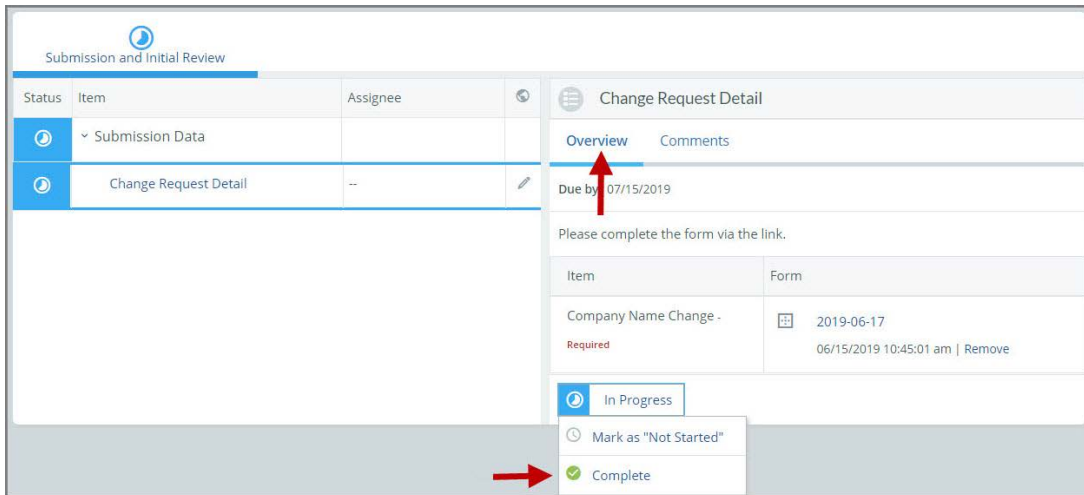 Submission and Initial Review
Status Item Assignee
Submission Data
Change Request Detail --
Change Request Detail
Overview Comments
Due by: 07/15/2019
Please complete the form via the link.
Item Form
Company Name Change - 2019-06-17
Required 06/15/2019 10:45:01 am | Remove
In Progress
Mark as "Not Started"
Complete